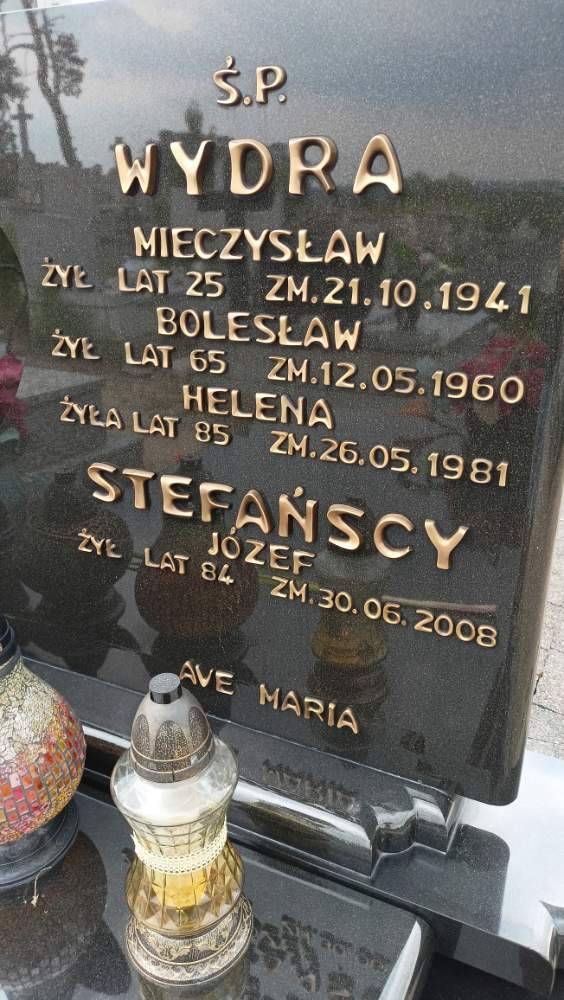 Ś.P.
WYDRA
MIECZYSŁAW
ŻYŁ LAT 25 ZM.21.10.1941
BOLESŁAW
ŻYŁ LAT 65 ZM.12.05.1960
HELENA
ŻYŁA LAT 85 ZM.26.05.1981
STEFAŃSCY
JÓZEF
ŻYŁ LAT 84 ZM.30.06.2008
AVE MARIA